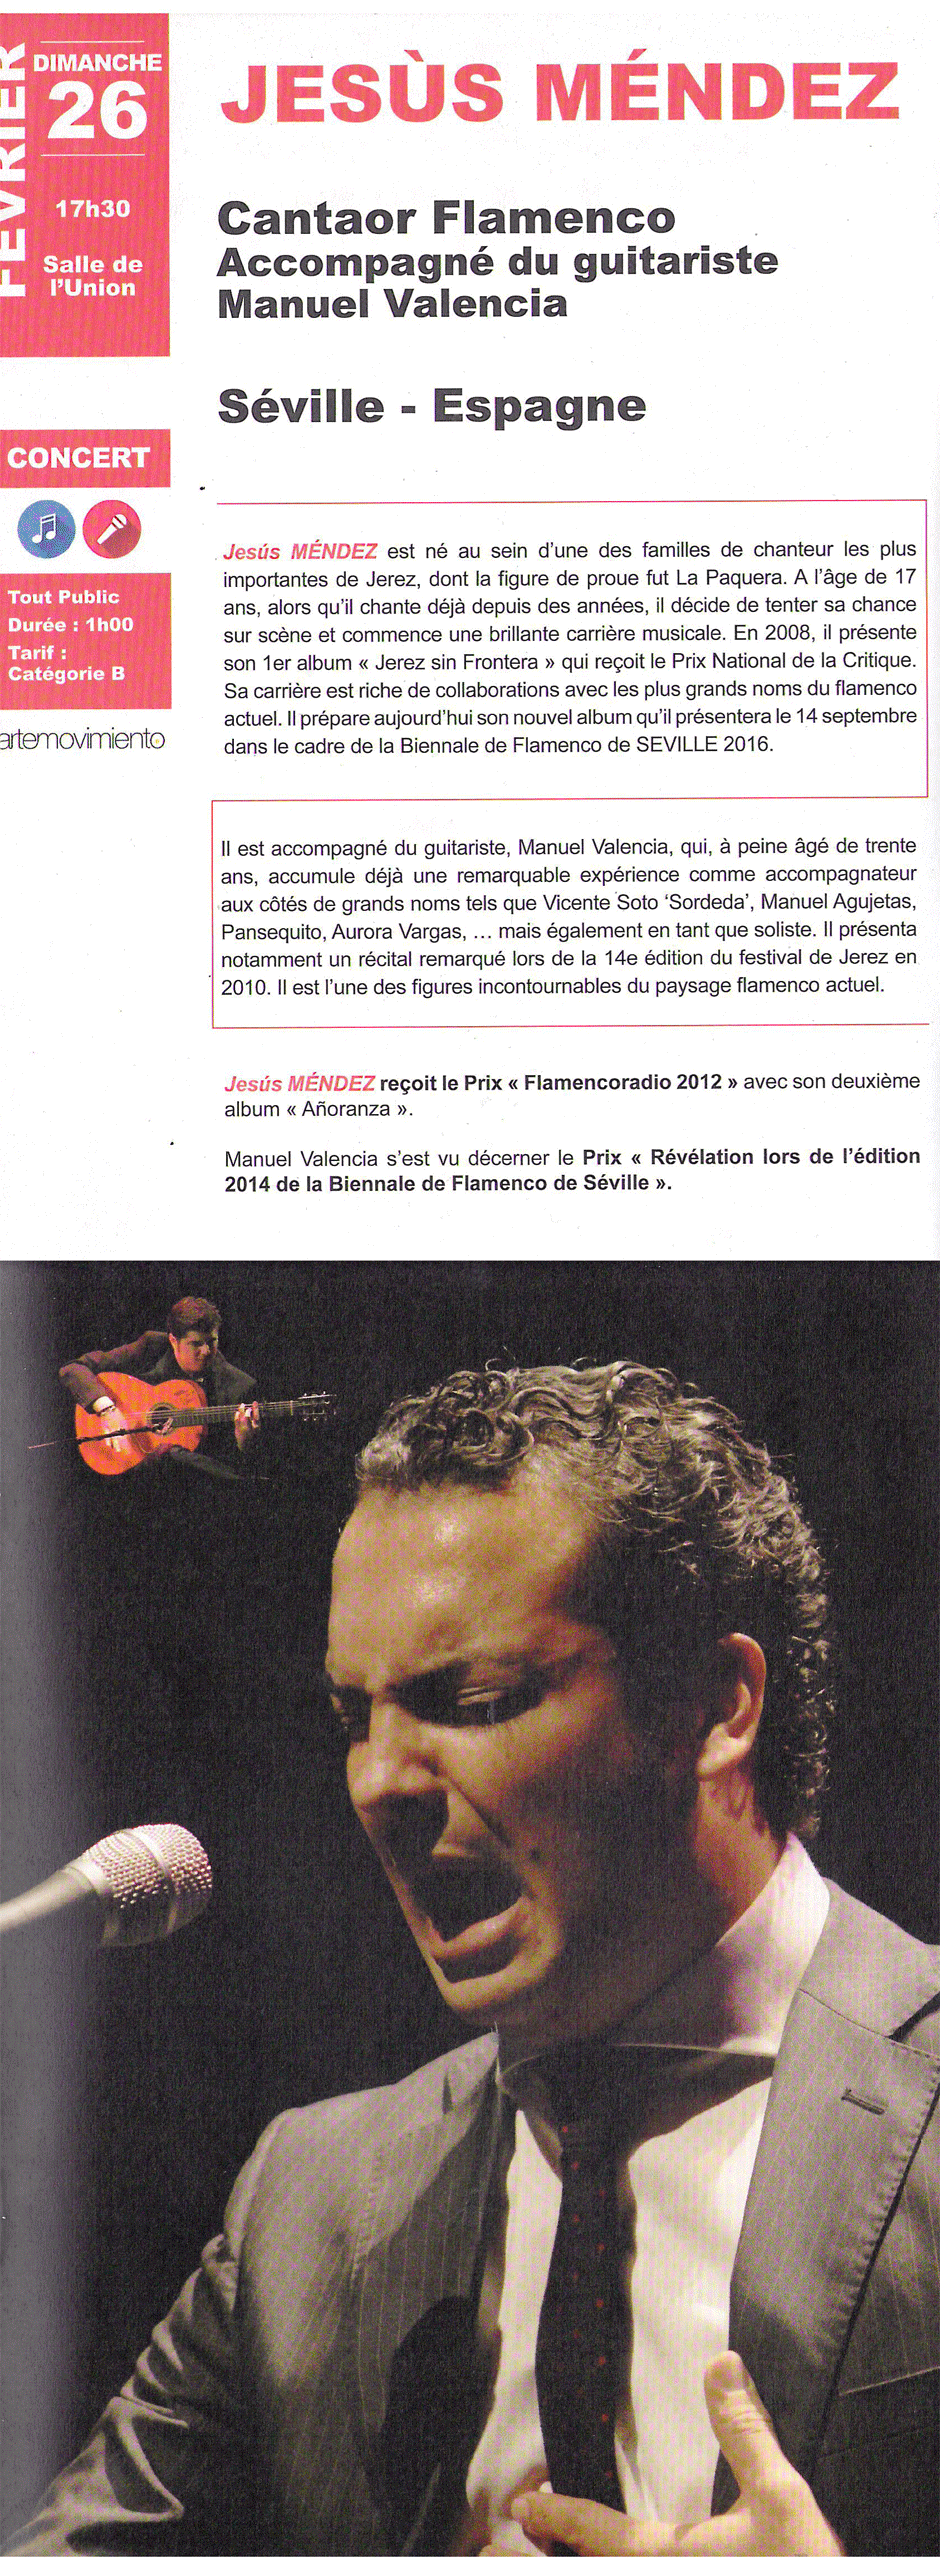 FÉVRIER
DIMANCHE
26
17h30
Salle de
l'Union
CONCERT
Tout Public
Durée : 1h00
Tarif :
Catégorie B
artemovimiento
JESÙS MÉNDEZ
Cantaor Flamenco
Accompagné du guitariste
Manuel Valencia
Séville - Espagne
Jesús MÉNDEZ est né au sein d'une des familles de chanteur les plus
importantes de Jerez, dont la figure de proue fut La Paquera. A l'âge de 17
ans, alors qu'il chante déjà depuis des années, il décide de tenter sa chance
sur scène et commence une brillante carrière musicale. En 2008, il présente
son 1er album « Jerez sin Frontera » qui reçoit le Prix National de la Critique.
Sa carrière est riche de collaborations avec les plus grands noms du flamenco
actuel. Il prépare aujourd'hui son nouvel album qu'il présentera le 14 septembre
dans le cadre de la Biennale de Flamenco de SEVILLE 2016.
Il est accompagné du guitariste, Manuel Valencia, qui, à peine âgé de trente
ans, accumule déjà une remarquable expérience comme accompagnateur
aux côtés de grands noms tels que Vicente Soto ‘Sordeda’, Manuel Agujetas,
Pansequito, Aurora Vargas, … mais également en tant que soliste. Il présenta
notamment un récital remarqué lors de la 14e édition du festival de Jerez en
2010. Il est l'une des figures incontournables du paysage flamenco actuel.
Jesús MÉNDEZ reçoit le Prix « Flamencoradio 2012 » avec son deuxième
album « Añoranza ».
Manuel Valencia s'est vu décerner le Prix « Révélation lors de l'édition
2014 de la Biennale de Flamenco de Séville ».